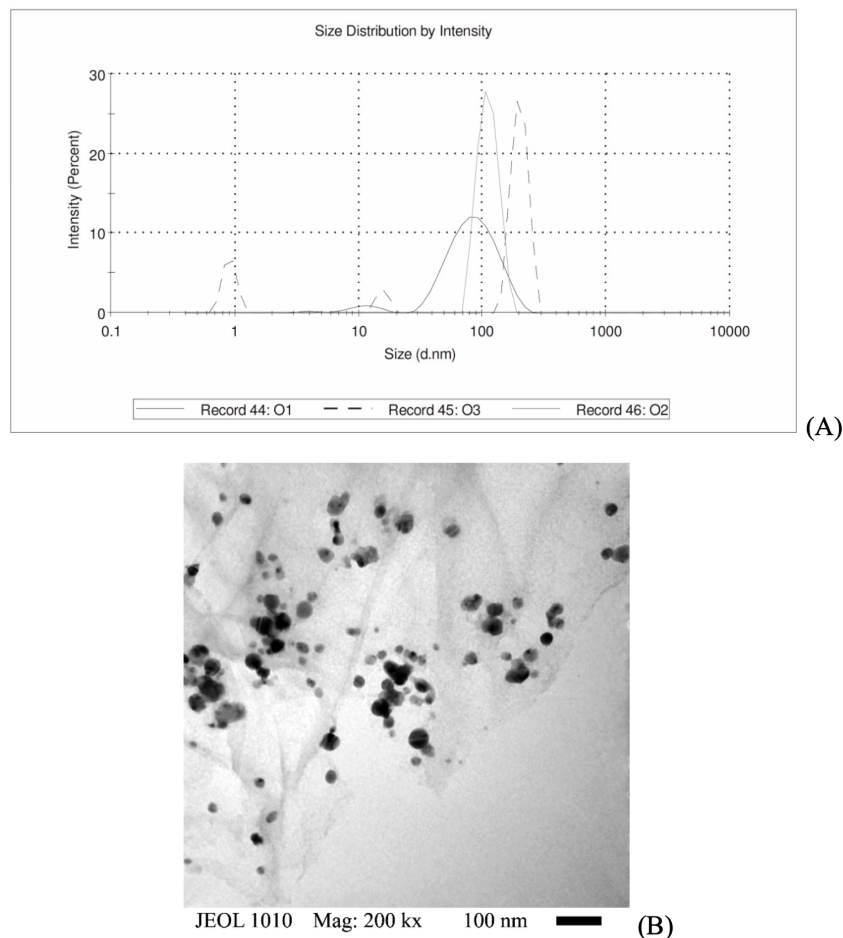 Size Distribution by Intensity
Intensity (Percent)
30
20
10
0
0.1 1 10 100 1000 10000
Size (d.nm)
Record 44: O1 Record 45: O3 Record 46: O2
(A)
JEOL 1010 Mag: 200 kx 100 nm
(B)